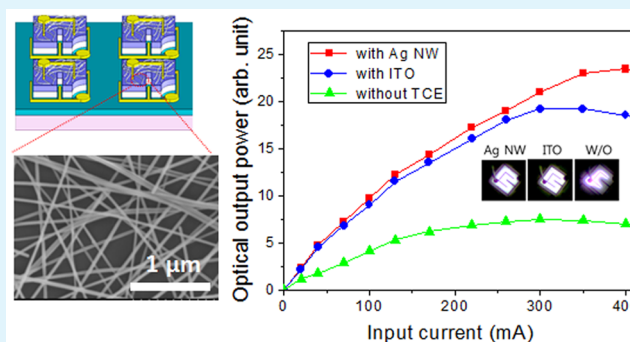 1 μm
Optical output power (arb. unit)
25
20
15
10
5
0
with Ag NW
with ITO
without TCE
Ag NW ITO W/O
0 100 200 300 40
Input current (mA)